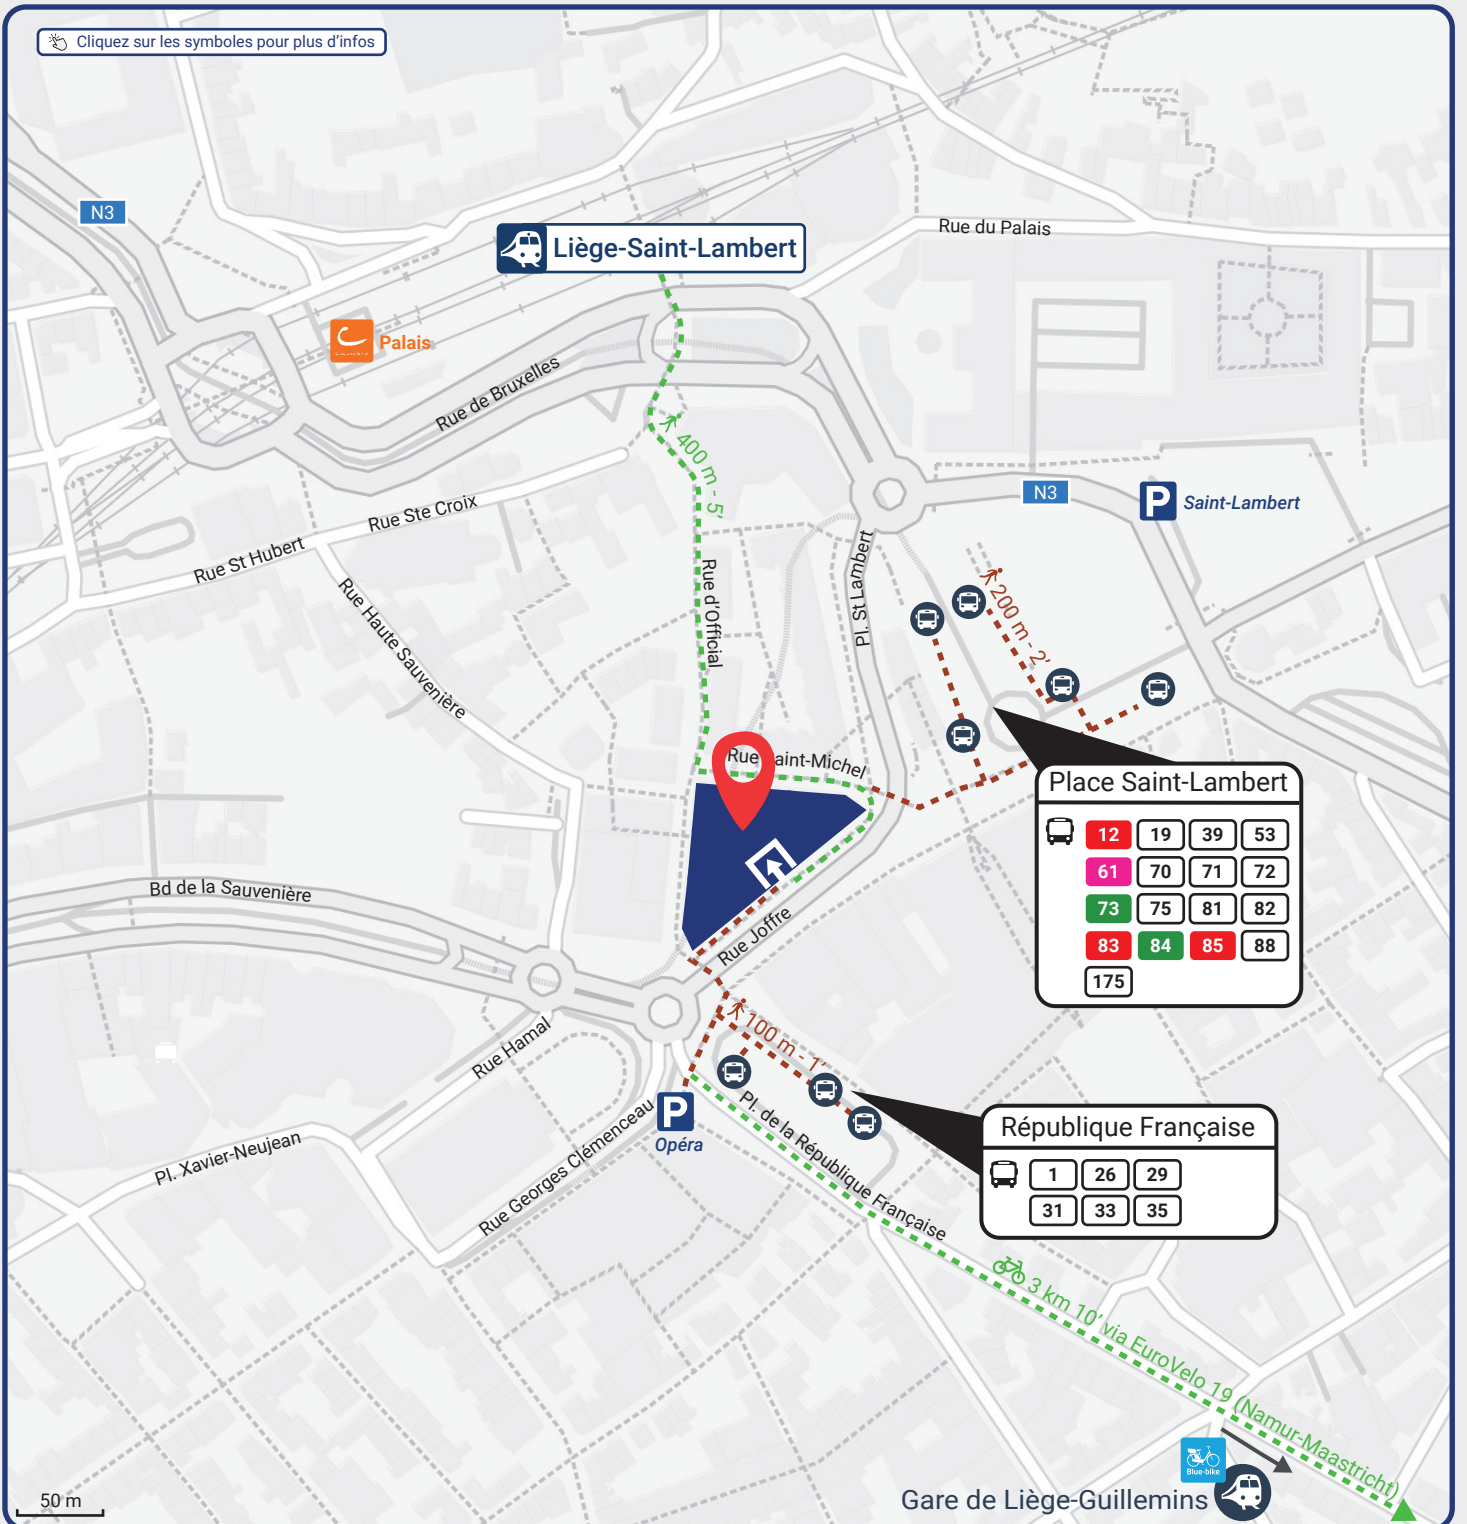 Cliquez sur les symboles pour plus d'infos
N3
Rue du Palais
Liège-Saint-Lambert
Palais
Rue de Bruxelles
400 m - 5'
N3
P Saint-Lambert
Rue Ste Croix
Rue St Hubert
Rue d'Official
Pl. St Lambert
200 m - 2'
Rue Haute Sauvenière
Rue Saint-Michel
Place Saint-Lambert
12 19 39 53
61 70 71 72
73 75 81 82
83 84 85 88
175
Bd de la Sauvenière
Rue Joffre
100 m - 1'
Rue Hamal
P
Opéra
Pl. de la République Française
République Française
1 26 29
31 33 35
Pl. Xavier-Neujean
Rue Georges Clémenceau
3 km 10' via EuroVelo 19 (Namur-Maastricht)
Blue-bike
Gare de Liège-Guillemins
50 m